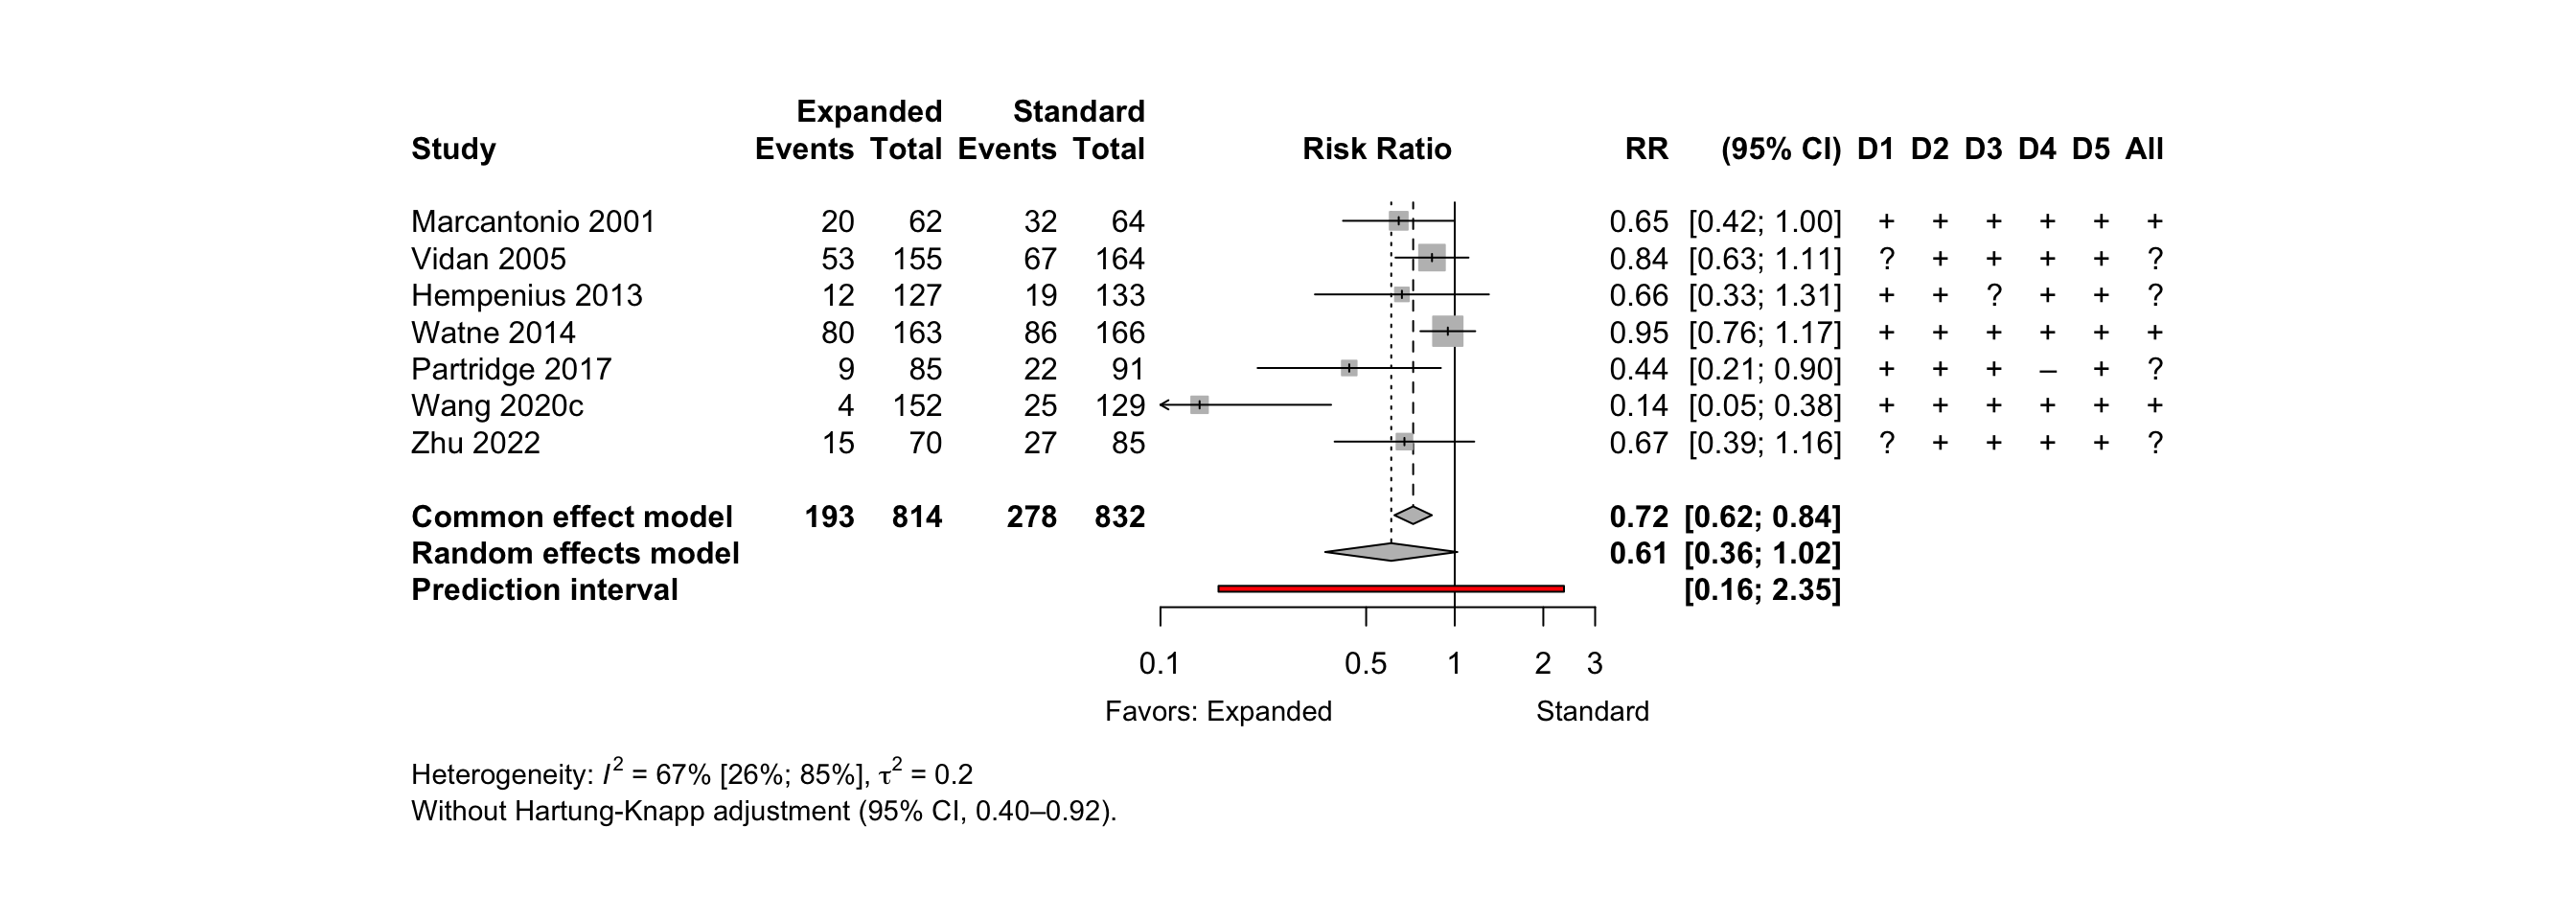 Expanded Standard
Study Events Total Events Total Risk Ratio RR (95% CI) D1 D2 D3 D4 D5 All
Marcantonio 2001 20 62 32 64 0.65 [0.42; 1.00] + + + + + +
Vidan 2005 53 155 67 164 0.84 [0.63; 1.11] ? + + + + ?
Hempenius 2013 12 127 19 133 0.66 [0.33; 1.31] + + ? + + ?
Watne 2014 80 163 86 166 0.95 [0.76; 1.17] + + + + + +
Partridge 2017 9 85 22 91 0.44 [0.21; 0.90] + + + – + ?
Wang 2020c 4 152 25 129 0.14 [0.05; 0.38] + + + + + +
Zhu 2022 15 70 27 85 0.67 [0.39; 1.16] ? + + + + ?
Common effect model 193 814 278 832 0.72 [0.62; 0.84]
Random effects model 0.61 [0.36; 1.02]
Prediction interval [0.16; 2.35]
0.1 0.5 1 2 3
Favors: Expanded Standard
Heterogeneity: I² = 67% [26%; 85%], τ² = 0.2
Without Hartung-Knapp adjustment (95% CI, 0.40–0.92).